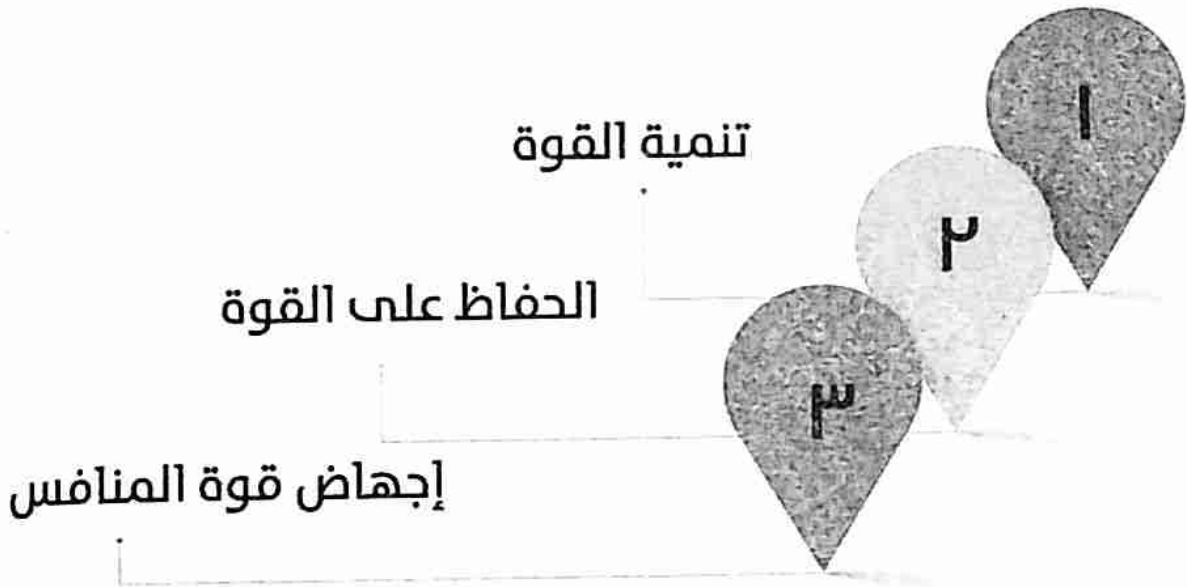 ١
تنمية القوة
٢
الحفاظ على القوة
٣
إجهاض قوة المنافس